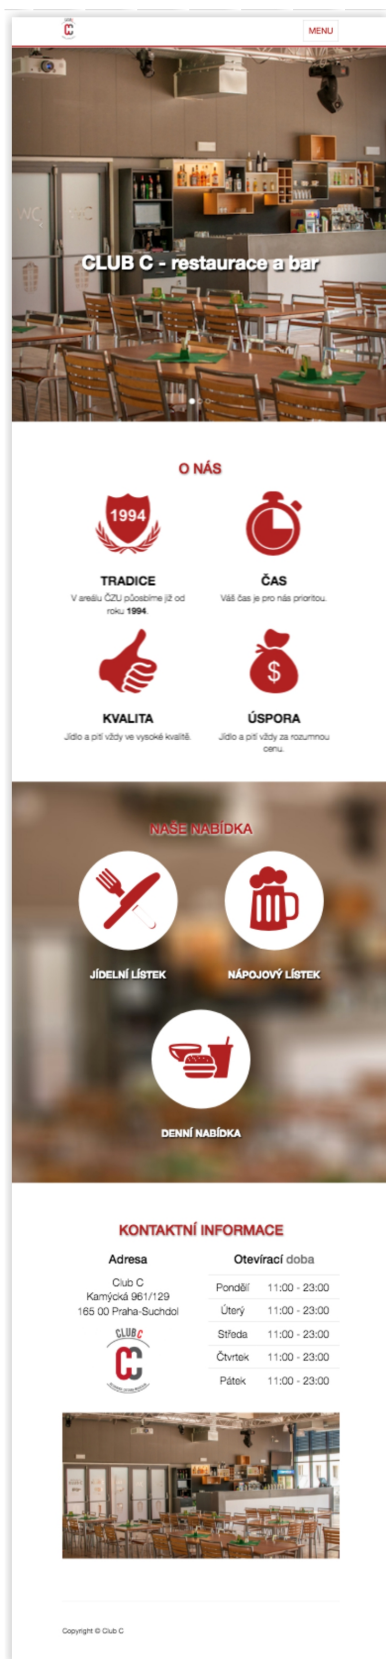 CLUB
MENU
CLUB C - restaurace a bar
O NÁS
1994
TRADICE
V areálu ČZU působíme již od
roku 1994.
ČAS
Váš čas je pro nás prioritou.
KVALITA
Jídlo a pití vždy ve vysoké kvalitě.
$
ÚSPORA
Jídlo a pití vždy za rozumnou
cenu.
NAŠE NABÍDKA
JÍDELNÍ LÍSTEK
NÁPOJOVÝ LÍSTEK
DENNÍ NABÍDKA
KONTAKTNÍ INFORMACE
Adresa
Club C
Kamýcká 961/129
165 00 Praha-Suchdol
CLUB C
Otevírací doba
Pondělí 11:00 - 23:00
Úterý 11:00 - 23:00
Středa 11:00 - 23:00
Čtvrtek 11:00 - 23:00
Pátek 11:00 - 23:00
Copyright © Club C